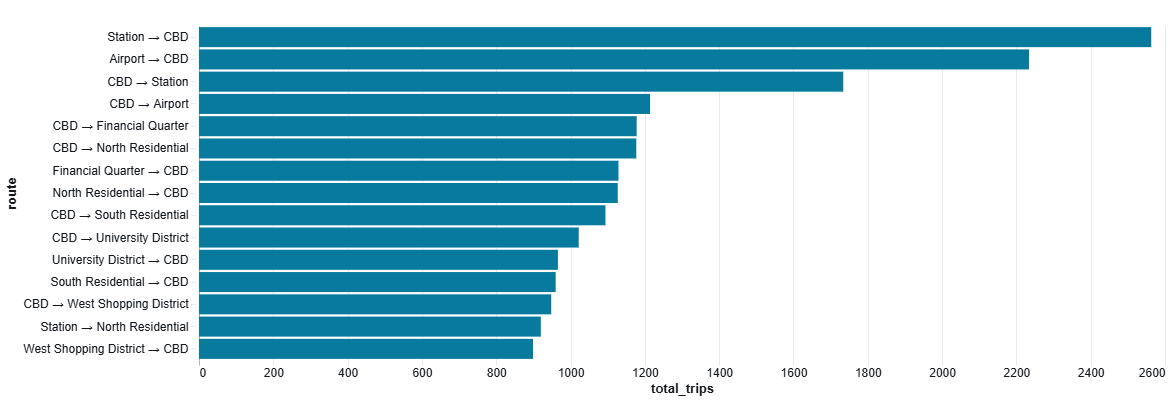 Station → CBD
Airport → CBD
CBD → Station
CBD → Airport
CBD → Financial Quarter
CBD → North Residential
Financial Quarter → CBD
North Residential → CBD
CBD → South Residential
CBD → University District
University District → CBD
South Residential → CBD
CBD → West Shopping District
Station → North Residential
West Shopping District → CBD
route
0 200 400 600 800 1000 1200 1400 1600 1800 2000 2200 2400 2600
total_trips